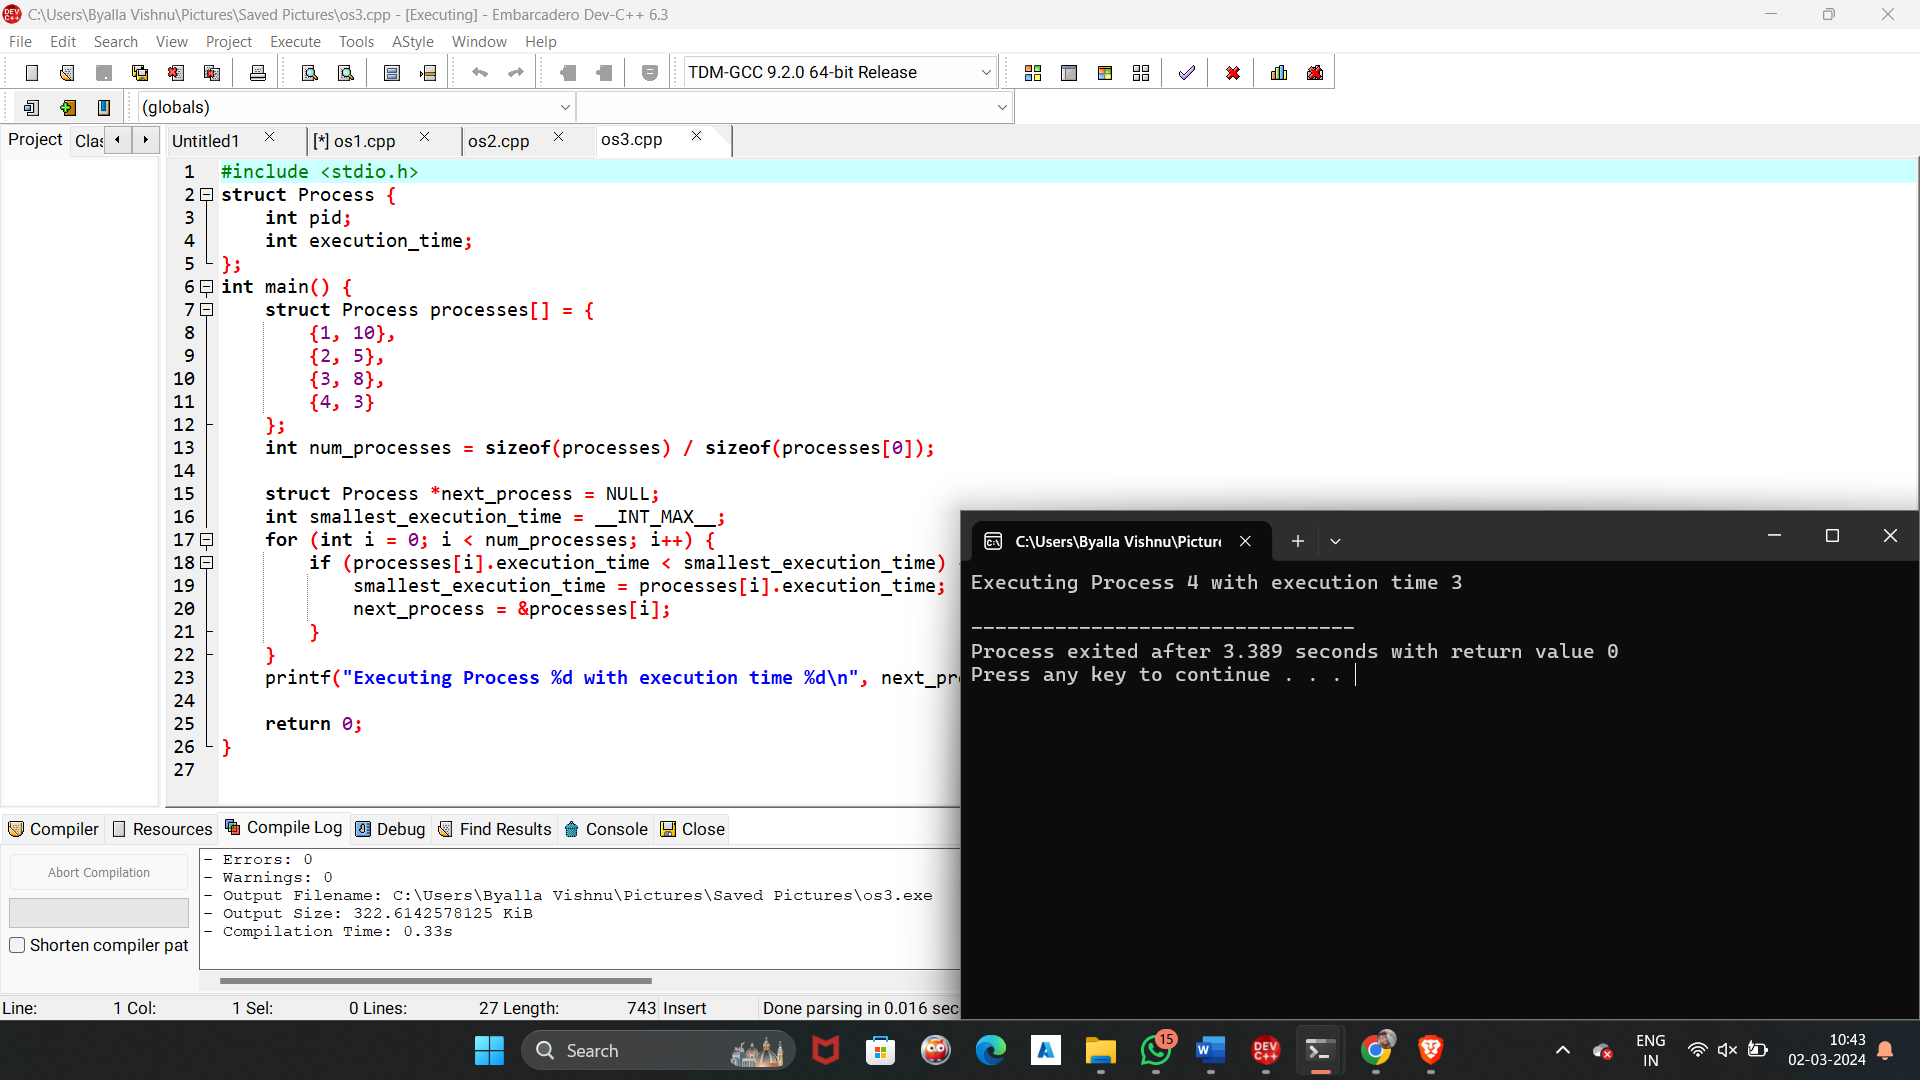 C:\Users\Byalla Vishnu\Pictures\Saved Pictures\os3.cpp - [Executing] - Embarcadero Dev-C++ 6.3
File Edit Search View Project Execute Tools AStyle Window Help
TDM-GCC 9.2.0 64-bit Release
(globals)
Project Clas Untitled1 [*] os1.cpp os2.cpp os3.cpp
1 #include <stdio.h>
2 struct Process {
3 int pid;
4 int execution_time;
5 };
6 int main() {
7 struct Process processes[] = {
8 {1, 10},
9 {2, 5},
10 {3, 8},
11 {4, 3}
12 };
13 int num_processes = sizeof(processes) / sizeof(processes[0]);
14
15 struct Process *next_process = NULL;
16 int smallest_execution_time = __INT_MAX__;
17 for (int i = 0; i < num_processes; i++) {
18 if (processes[i].execution_time < smallest_execution_time)
19 smallest_execution_time = processes[i].execution_time;
20 next_process = &processes[i];
21 }
22 }
23 printf("Executing Process %d with execution time %d\n", next_pr
24
25 return 0;
26 }
27
C:\Users\Byalla Vishnu\Pictur
Executing Process 4 with execution time 3
--------------------------------
Process exited after 3.389 seconds with return value 0
Press any key to continue . . .
Compiler Resources Compile Log Debug Find Results Console Close
Abort Compilation
Shorten compiler pat
- Errors: 0
- Warnings: 0
- Output Filename: C:\Users\Byalla Vishnu\Pictures\Saved Pictures\os3.exe
- Output Size: 322.6142578125 KiB
- Compilation Time: 0.33s
Line: 1 Col: 1 Sel: 0 Lines: 27 Length: 743 Insert Done parsing in 0.016 sec
Search
15
DEV C++
ENG
IN
10:43
02-03-2024